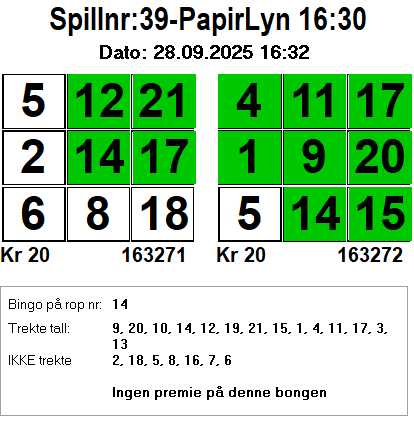 Spillnr:39-PapirLyn 16:30
Dato: 28.09.2025 16:32
5 12 21 4 11 17
2 14 17 1 9 20
6 8 18 5 14 15
Kr 20 163271 Kr 20 163272
Bingo på rop nr: 14
Trekte tall: 9, 20, 10, 14, 12, 19, 21, 15, 1, 4, 11, 17, 3,
13
IKKE trekte 2, 18, 5, 8, 16, 7, 6
Ingen premie på denne bongen